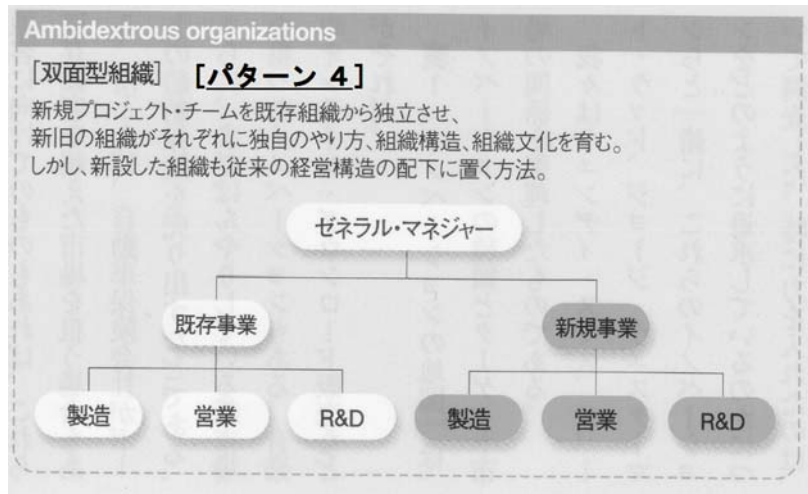 Ambidextrous organizations
[双面型組織] [パターン 4]
新規プロジェクト・チームを既存組織から独立させ、
新旧の組織がそれぞれに独自のやり方、組織構造、組織文化を育む。
しかし、新設した組織も従来の経営構造の配下に置く方法。
ゼネラル・マネジャー
既存事業 新規事業
製造 営業 R&D 製造 営業 R&D